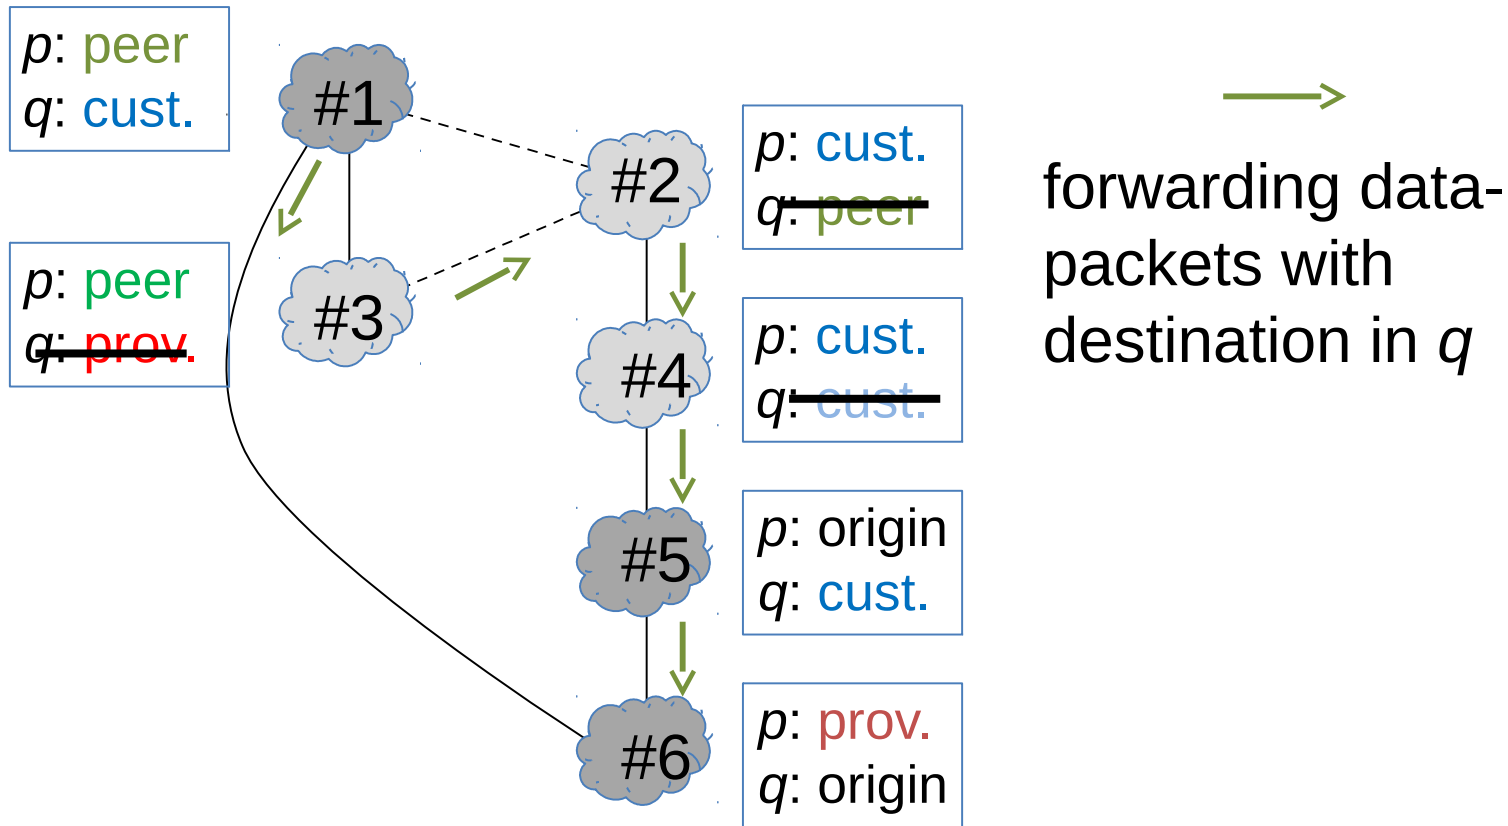 p: peer
q: cust.
#1
#2
p: cust.
q: peer
forwarding data-
packets with
destination in q
p: peer
q: prov.
#3
p: cust.
q: cust.
#4
p: origin
q: cust.
#5
p: prov.
q: origin
#6